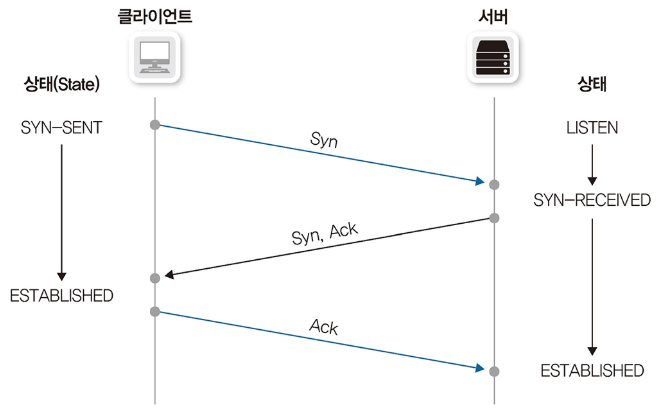 클라이언트
서버
상태(State)
상태
SYN-SENT
LISTEN
Syn
SYN-RECEIVED
Syn, Ack
ESTABLISHED
Ack
ESTABLISHED